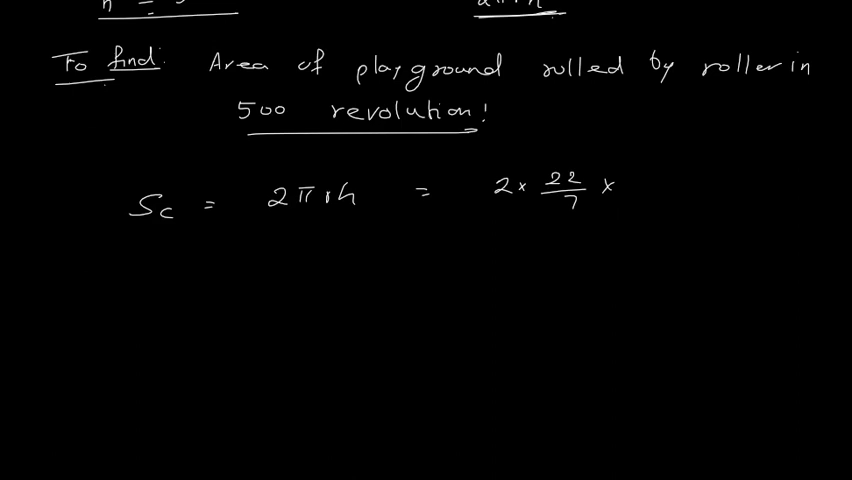 To find: Area of playground rolled by roller in
500 revolution!
Sc = 2πrh = 2 × 22/7 ×